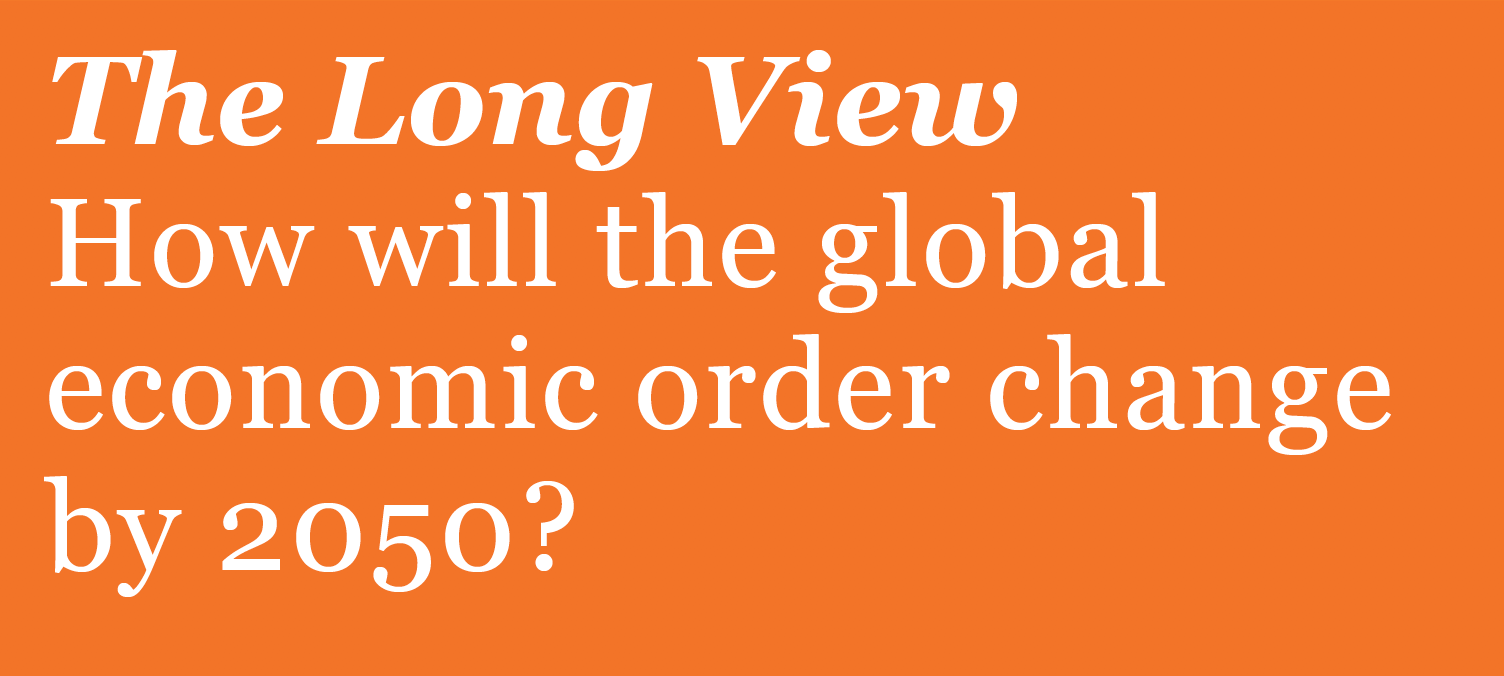 The Long View
How will the global
economic order change
by 2050?